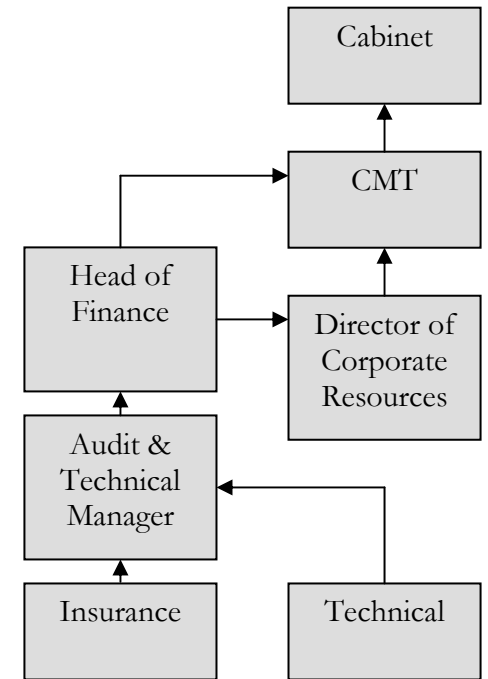 Cabinet
CMT
Head of
Finance
Director of
Corporate
Resources
Audit &
Technical
Manager
Insurance
Technical